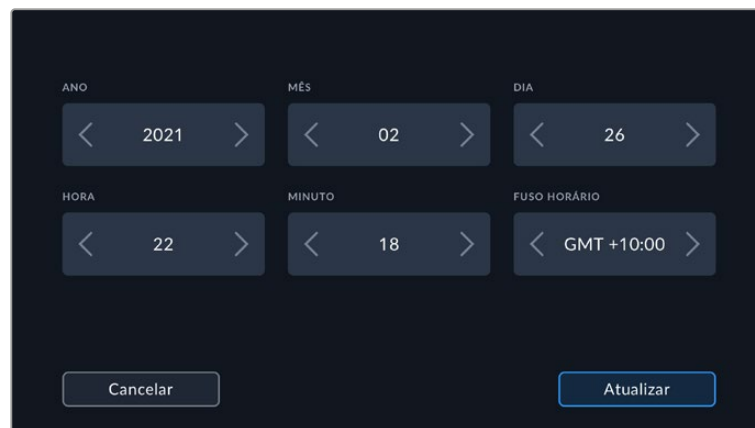 ANO MÊS DIA
2021 02 26
HORA MINUTO FUSO HORÁRIO
22 18 GMT +10:00
Cancelar Atualizar